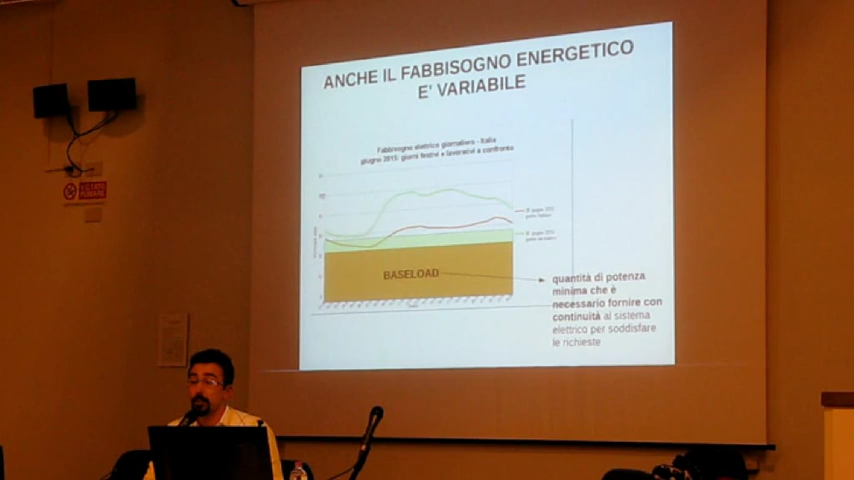 ANCHE IL FABBISOGNO ENERGETICO
E' VARIABILE
Fabbisogno elettrico giornaliero - Italia
giugno 2013: giorni festivi e lavorativi a confronto
BASELOAD
quantità di potenza
minima che è
necessario fornire con
continuità al sistema
elettrico per soddisfare
le richieste